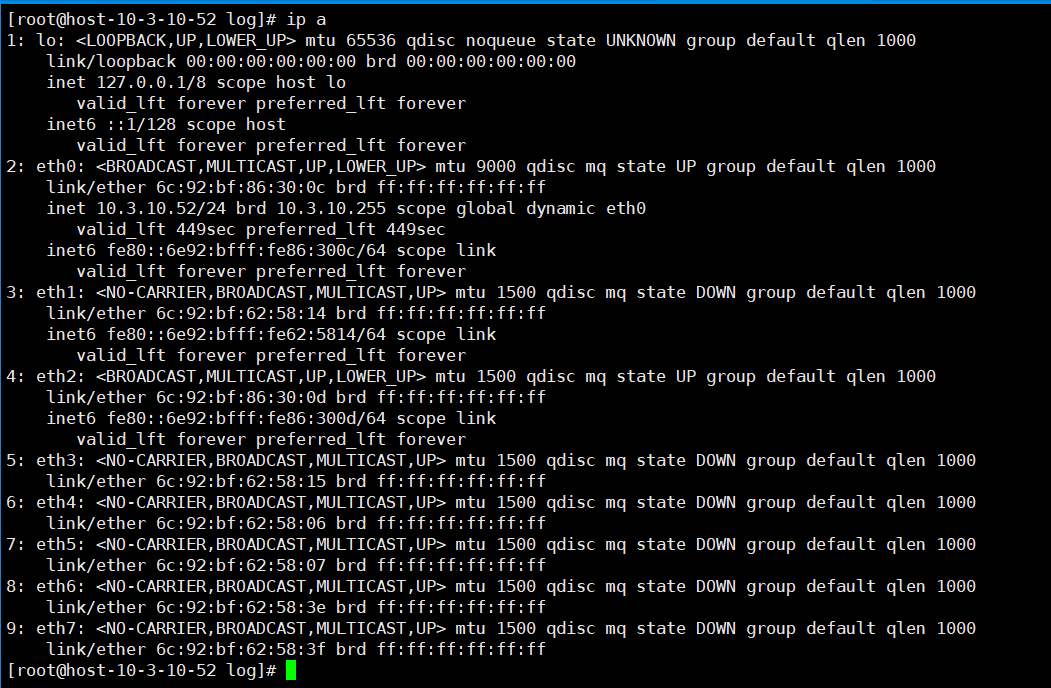 [root@host-10-3-10-52 log]# ip a
1: lo: <LOOPBACK,UP,LOWER_UP> mtu 65536 qdisc noqueue state UNKNOWN group default qlen 1000
    link/loopback 00:00:00:00:00:00 brd 00:00:00:00:00:00
    inet 127.0.0.1/8 scope host lo
       valid_lft forever preferred_lft forever
    inet6 ::1/128 scope host
       valid_lft forever preferred_lft forever
2: eth0: <BROADCAST,MULTICAST,UP,LOWER_UP> mtu 9000 qdisc mq state UP group default qlen 1000
    link/ether 6c:92:bf:86:30:0c brd ff:ff:ff:ff:ff:ff
    inet 10.3.10.52/24 brd 10.3.10.255 scope global dynamic eth0
       valid_lft 449sec preferred_lft 449sec
    inet6 fe80::6e92:bfff:fe86:300c/64 scope link
       valid_lft forever preferred_lft forever
3: eth1: <NO-CARRIER,BROADCAST,MULTICAST,UP> mtu 1500 qdisc mq state DOWN group default qlen 1000
    link/ether 6c:92:bf:62:58:14 brd ff:ff:ff:ff:ff:ff
    inet6 fe80::6e92:bfff:fe62:5814/64 scope link
       valid_lft forever preferred_lft forever
4: eth2: <BROADCAST,MULTICAST,UP,LOWER_UP> mtu 1500 qdisc mq state UP group default qlen 1000
    link/ether 6c:92:bf:86:30:0d brd ff:ff:ff:ff:ff:ff
    inet6 fe80::6e92:bfff:fe86:300d/64 scope link
       valid_lft forever preferred_lft forever
5: eth3: <NO-CARRIER,BROADCAST,MULTICAST,UP> mtu 1500 qdisc mq state DOWN group default qlen 1000
    link/ether 6c:92:bf:62:58:15 brd ff:ff:ff:ff:ff:ff
6: eth4: <NO-CARRIER,BROADCAST,MULTICAST,UP> mtu 1500 qdisc mq state DOWN group default qlen 1000
    link/ether 6c:92:bf:62:58:06 brd ff:ff:ff:ff:ff:ff
7: eth5: <NO-CARRIER,BROADCAST,MULTICAST,UP> mtu 1500 qdisc mq state DOWN group default qlen 1000
    link/ether 6c:92:bf:62:58:07 brd ff:ff:ff:ff:ff:ff
8: eth6: <NO-CARRIER,BROADCAST,MULTICAST,UP> mtu 1500 qdisc mq state DOWN group default qlen 1000
    link/ether 6c:92:bf:62:58:3e brd ff:ff:ff:ff:ff:ff
9: eth7: <NO-CARRIER,BROADCAST,MULTICAST,UP> mtu 1500 qdisc mq state DOWN group default qlen 1000
    link/ether 6c:92:bf:62:58:3f brd ff:ff:ff:ff:ff:ff
[root@host-10-3-10-52 log]#